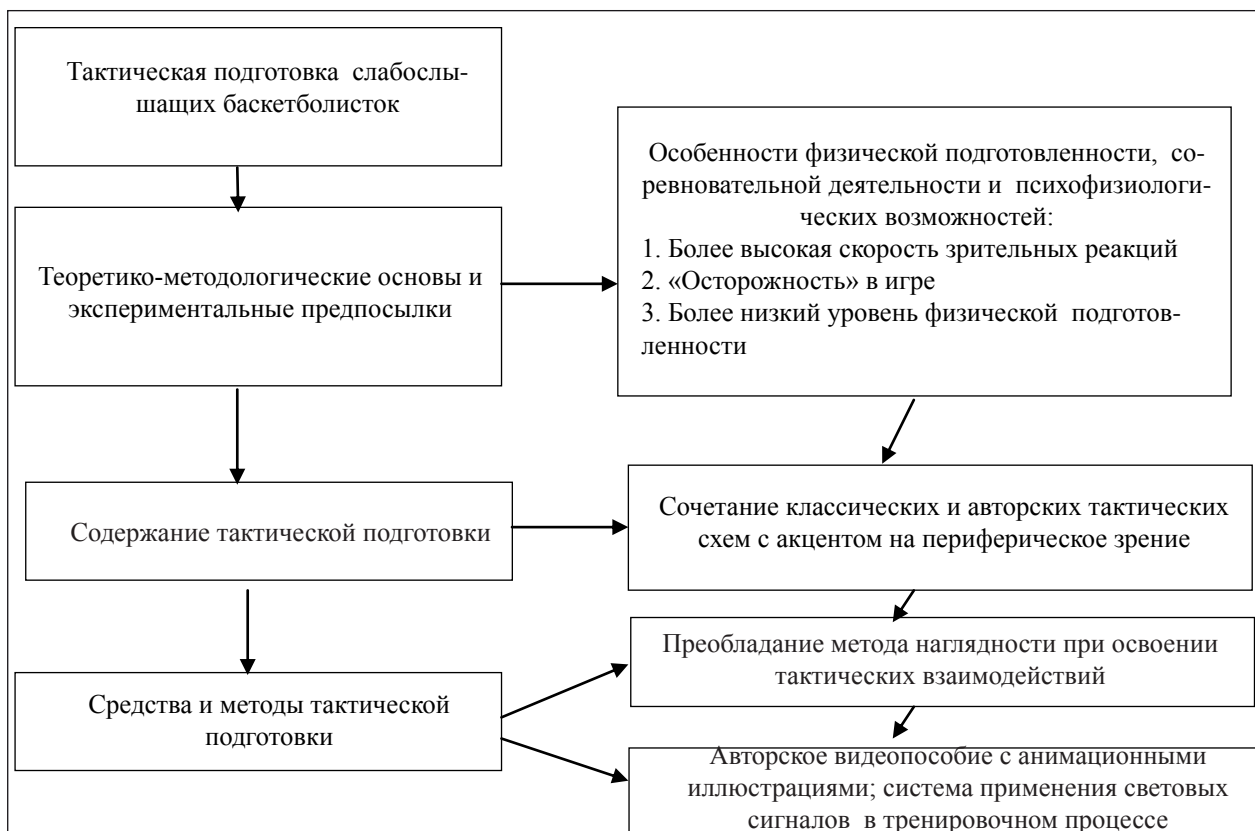 Тактическая подготовка слабослы-
шащих баскетболисток
Особенности физической подготовленности, со-
ревновательной деятельности и психофизиологи-
ческих возможностей:
1. Более высокая скорость зрительных реакций
2. «Осторожность» в игре
3. Более низкий уровень физической подготов-
ленности
Теоретико-методологические основы и
экспериментальные предпосылки
Содержание тактической подготовки
Сочетание классических и авторских тактических
схем с акцентом на периферическое зрение
Преобладание метода наглядности при освоении
тактических взаимодействий
Средства и методы тактической
подготовки
Авторское видеопособие с анимационными
иллюстрациями; система применения световых
сигналов в тренировочном процессе